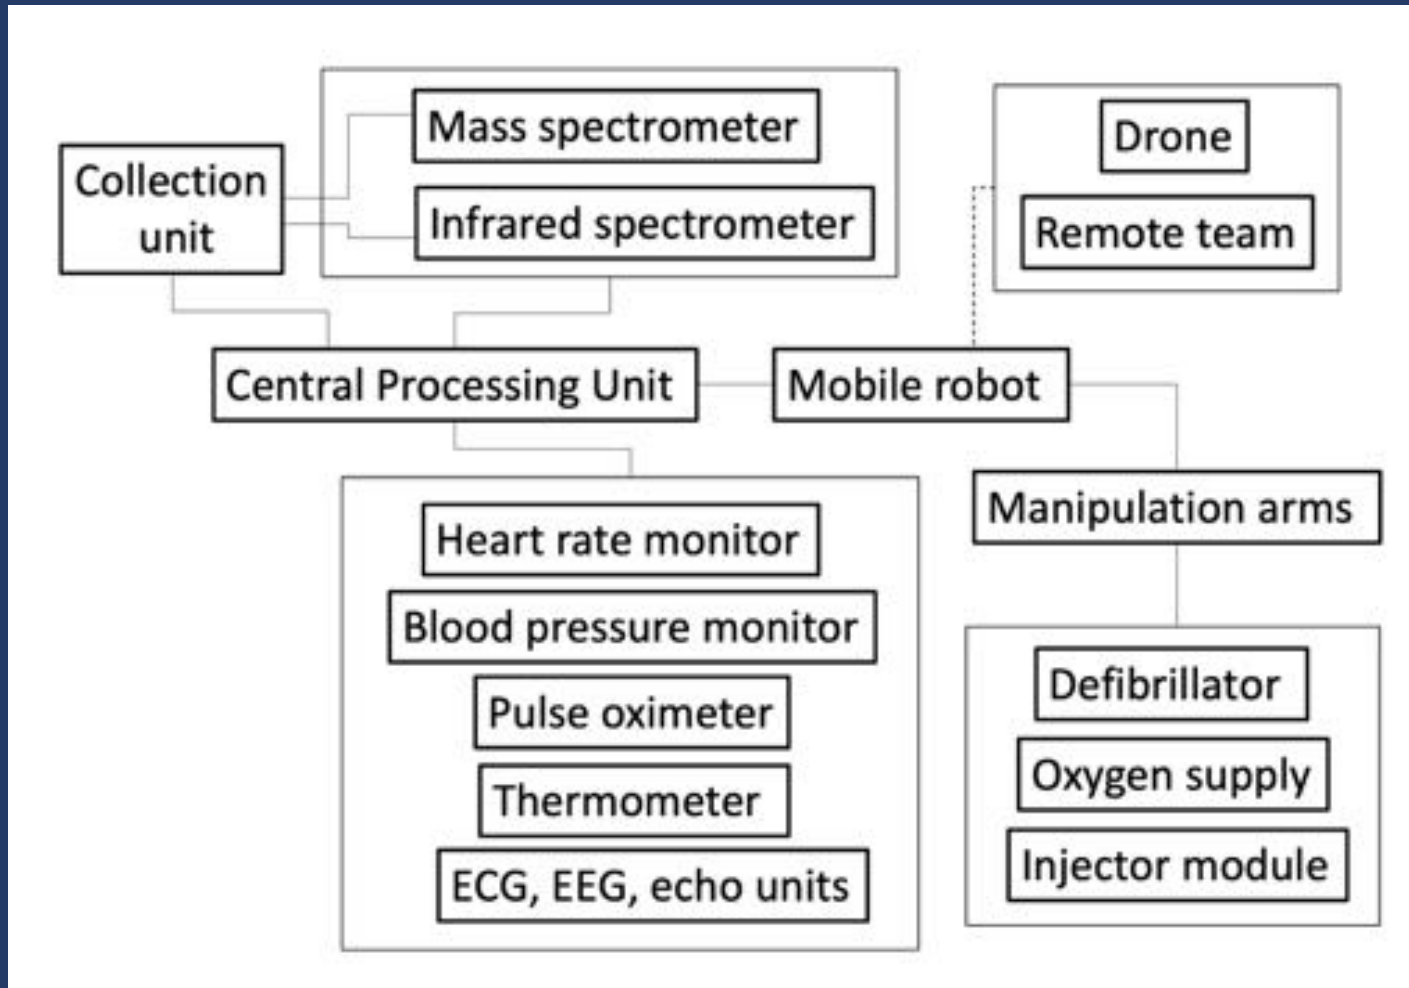 Mass spectrometer
Collection
unit
Infrared spectrometer
Drone
Remote team
Central Processing Unit
Mobile robot
Manipulation arms
Heart rate monitor
Blood pressure monitor
Pulse oximeter
Thermometer
ECG, EEG, echo units
Defibrillator
Oxygen supply
Injector module